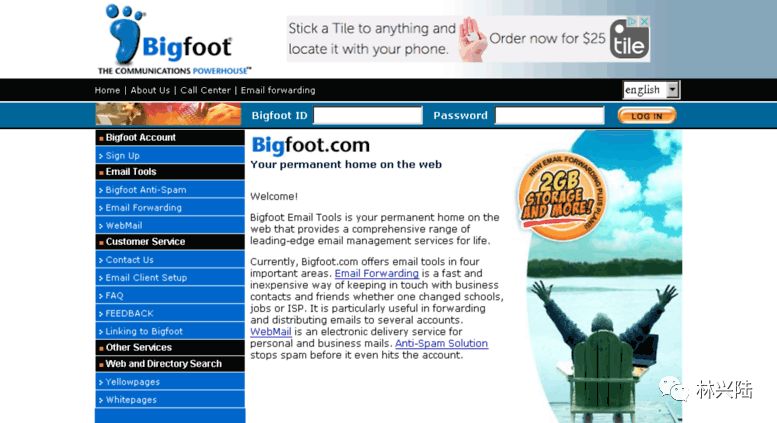 Bigfoot®
THE COMMUNICATIONS POWERHOUSE™
Stick a Tile to anything and
locate it with your phone.
Order now for $25
tile
Home | About Us | Call Center | Email forwarding
english
Bigfoot ID
Password
LOG IN
Bigfoot Account
Sign Up
Email Tools
Bigfoot Anti-Spam
Email Forwarding
WebMail
Customer Service
Contact Us
Email Client Setup
FAQ
FEEDBACK
Linking to Bigfoot
Other Services
Web and Directory Search
Yellowpages
Whitepages
Bigfoot.com
Your permanent home on the web
Welcome!
Bigfoot Email Tools is your permanent home on the
web that provides a comprehensive range of
leading-edge email management services for life.
Currently, Bigfoot.com offers email tools in four
important areas. Email Forwarding is a fast and
inexpensive way of keeping in touch with business
contacts and friends whether one changed schools,
jobs or ISP. It is particularly useful in forwarding
and distributing emails to several accounts.
WebMail is an electronic delivery service for
personal and business mails. Anti-Spam Solution
stops spam before it even hits the account.
NEW EMAIL FORWARDING PLUS PLANS!
2GB
STORAGE
AND MORE!
林兴陆